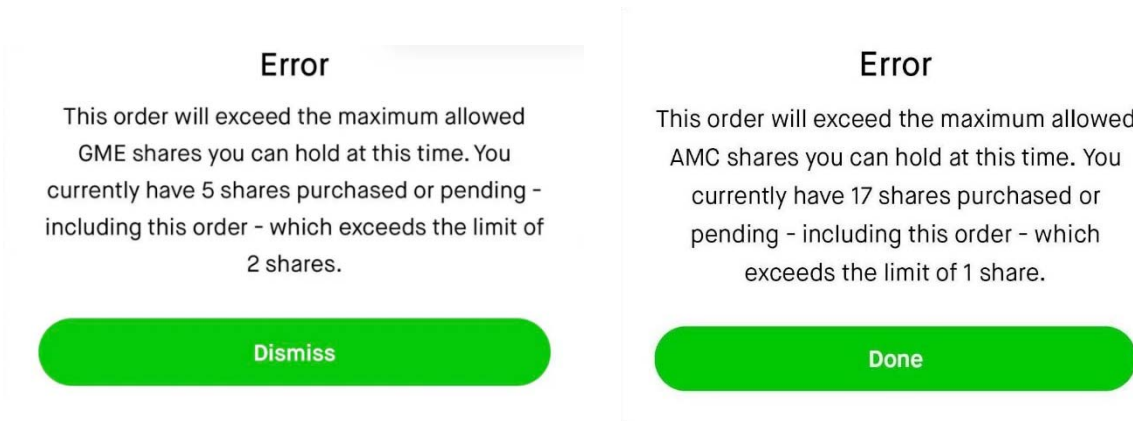 Error
This order will exceed the maximum allowed
GME shares you can hold at this time. You
currently have 5 shares purchased or pending -
including this order - which exceeds the limit of
2 shares.
Dismiss
Error
This order will exceed the maximum allowed
AMC shares you can hold at this time. You
currently have 17 shares purchased or
pending - including this order - which
exceeds the limit of 1 share.
Done